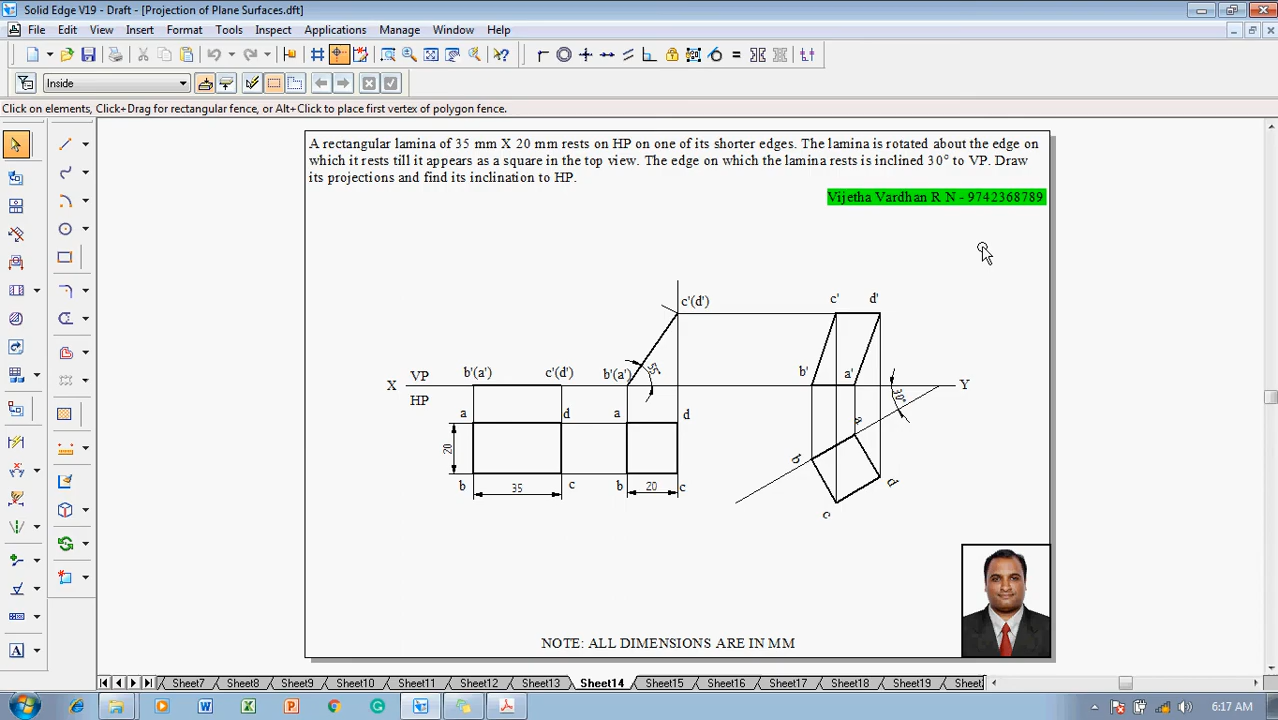 Solid Edge V19 - Draft - [Projection of Plane Surfaces.dft]
File Edit View Insert Format Tools Inspect Applications Manage Window Help
Inside
Click on elements, Click+Drag for rectangular fence, or Alt+Click to place first vertex of polygon fence.
A rectangular lamina of 35 mm X 20 mm rests on HP on one of its shorter edges. The lamina is rotated about the edge on
which it rests till it appears as a square in the top view. The edge on which the lamina rests is inclined 30° to VP. Draw
its projections and find its inclination to HP.
Vijetha Vardhan R N - 9742368789
c'(d') c' d'
b'(a') c'(d') b'(a') 55° b' a'
X VP Y
HP 30°
a d a d a
20 b
b 35 c b 20 c d
c
NOTE: ALL DIMENSIONS ARE IN MM
Sheet7 Sheet8 Sheet9 Sheet10 Sheet11 Sheet12 Sheet13 Sheet14 Sheet15 Sheet16 Sheet17 Sheet18 Sheet19 Sheet
6:17 AM